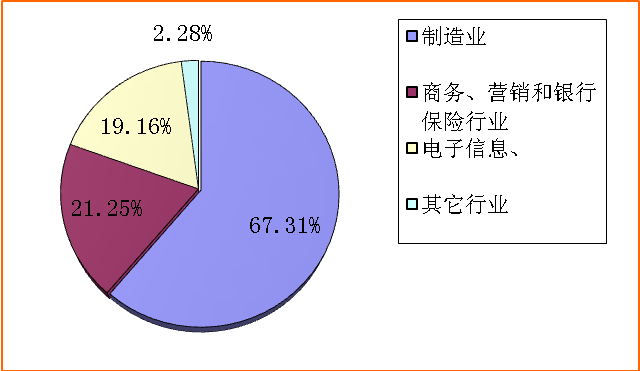 2.28%
19.16%
21.25%
67.31%
制造业
商务、营销和银行
保险行业
电子信息、
其它行业